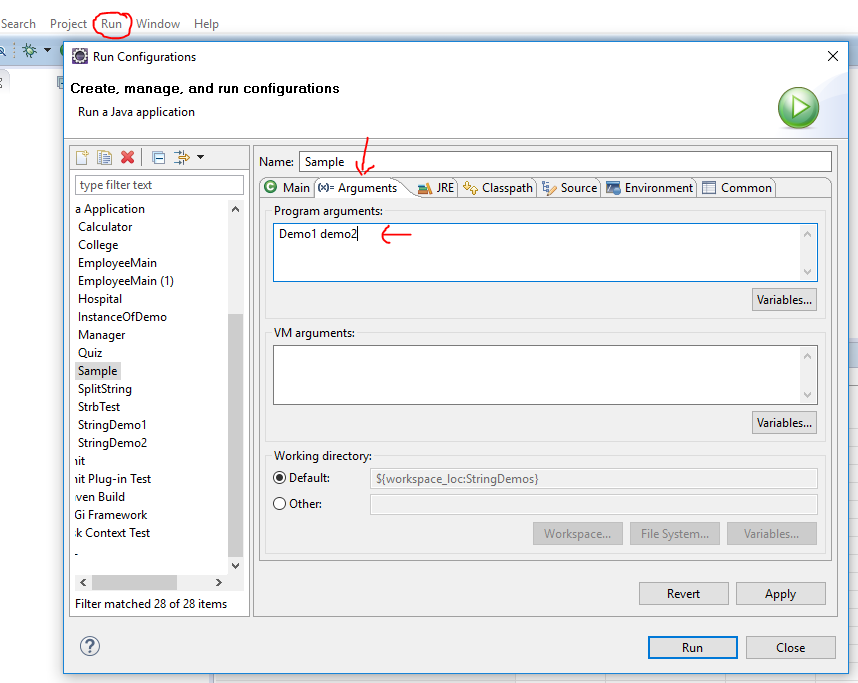 Search Project Run Window Help
Run Configurations
Create, manage, and run configurations
Run a Java application
type filter text
a Application
Calculator
College
EmployeeMain
EmployeeMain (1)
Hospital
InstanceOfDemo
Manager
Quiz
Sample
SplitString
StrbTest
StringDemo1
StringDemo2
nit
nit Plug-in Test
ven Build
Gi Framework
k Context Test
Filter matched 28 of 28 items
Name: Sample
Main (x)= Arguments JRE Classpath Source Environment Common
Program arguments:
Demo1 demo2
Variables...
VM arguments:
Variables...
Working directory:
Default: ${workspace_loc:StringDemos}
Other:
Workspace... File System... Variables...
Revert Apply
? Run Close